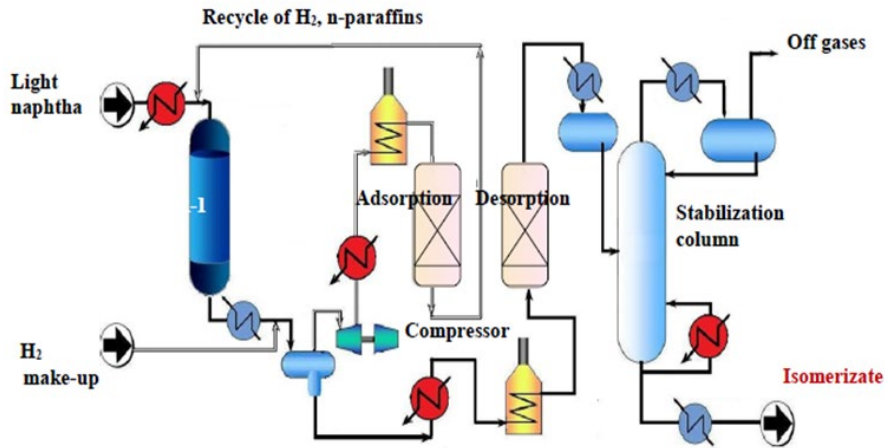 Recycle of H₂, n-paraffins
Off gases
Light
naphtha
-1
Adsorption
Desorption
Stabilization
column
Compressor
H₂
make-up
Isomerizate